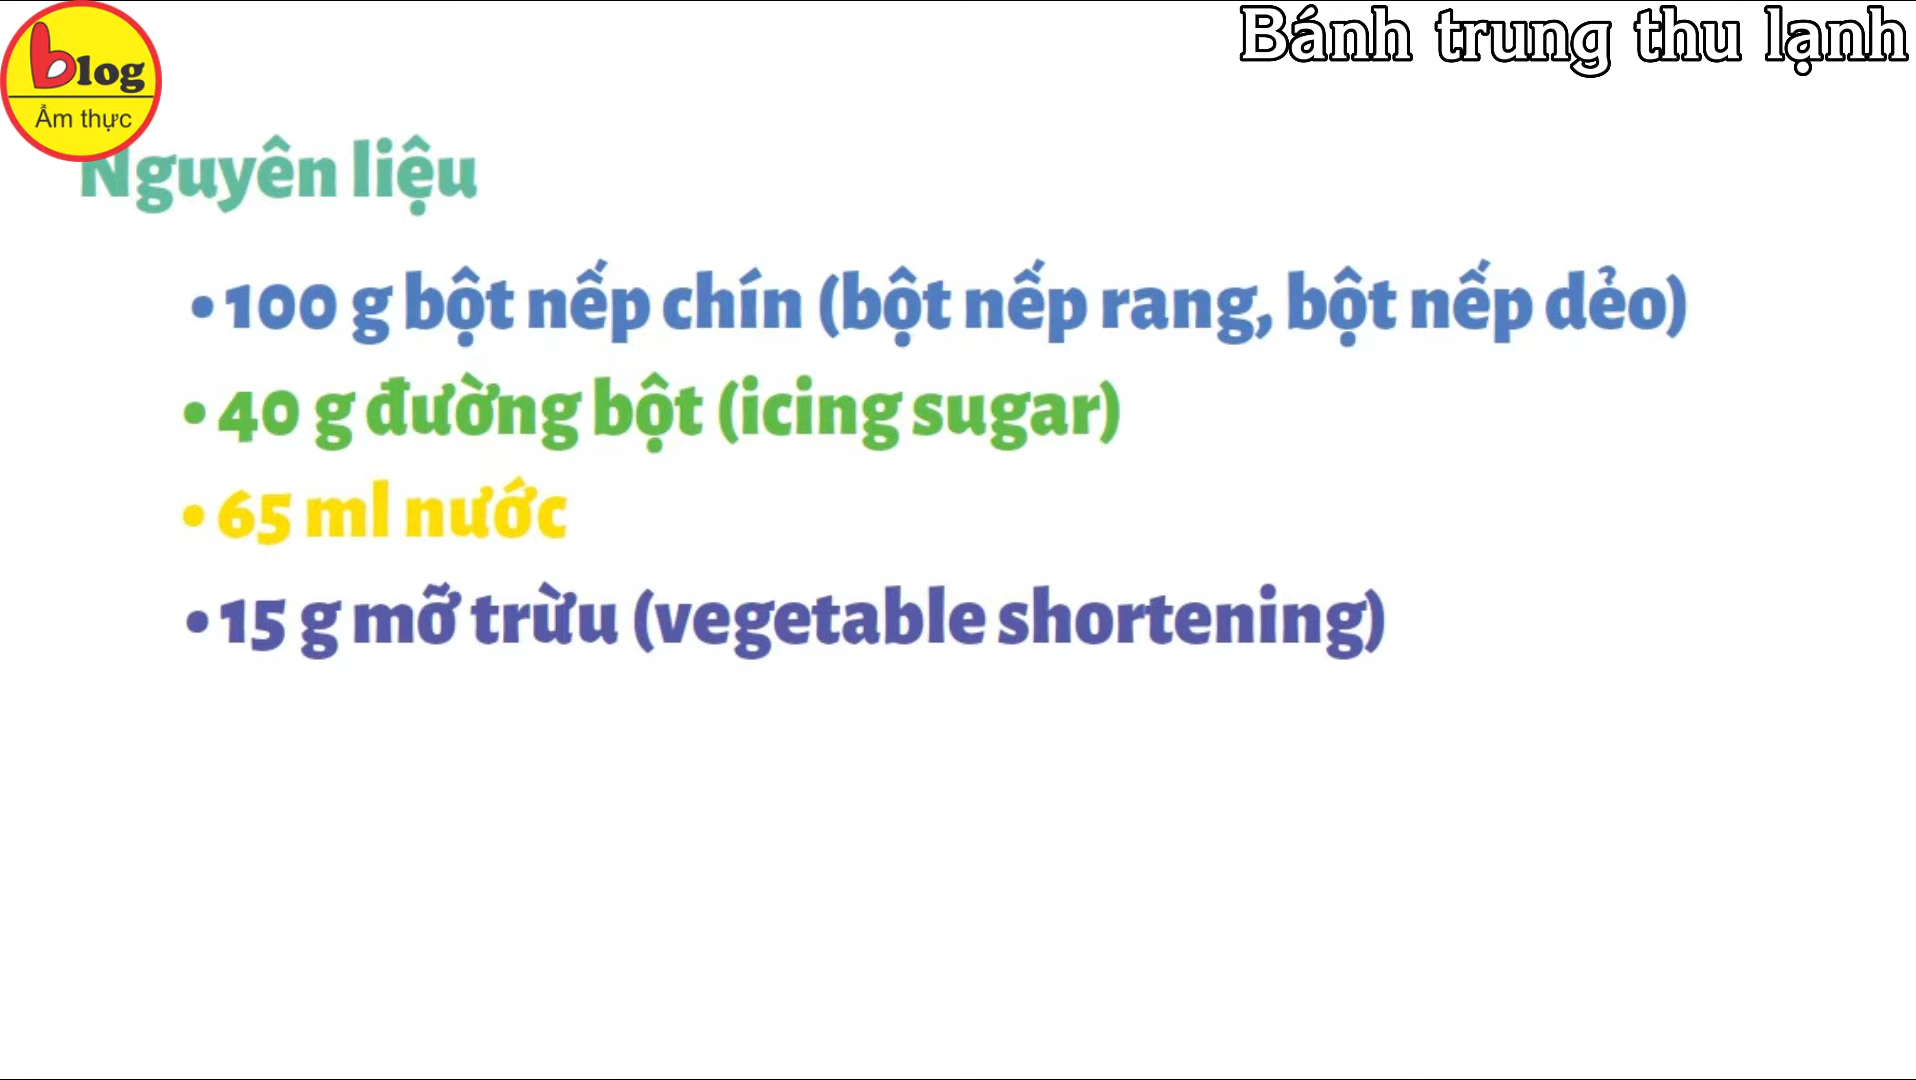 blog
Ẩm thực
Bánh trung thu lạnh
Nguyên liệu
• 100 g bột nếp chín (bột nếp rang, bột nếp dẻo)
• 40 g đường bột (icing sugar)
• 65 ml nước
• 15 g mỡ trừu (vegetable shortening)